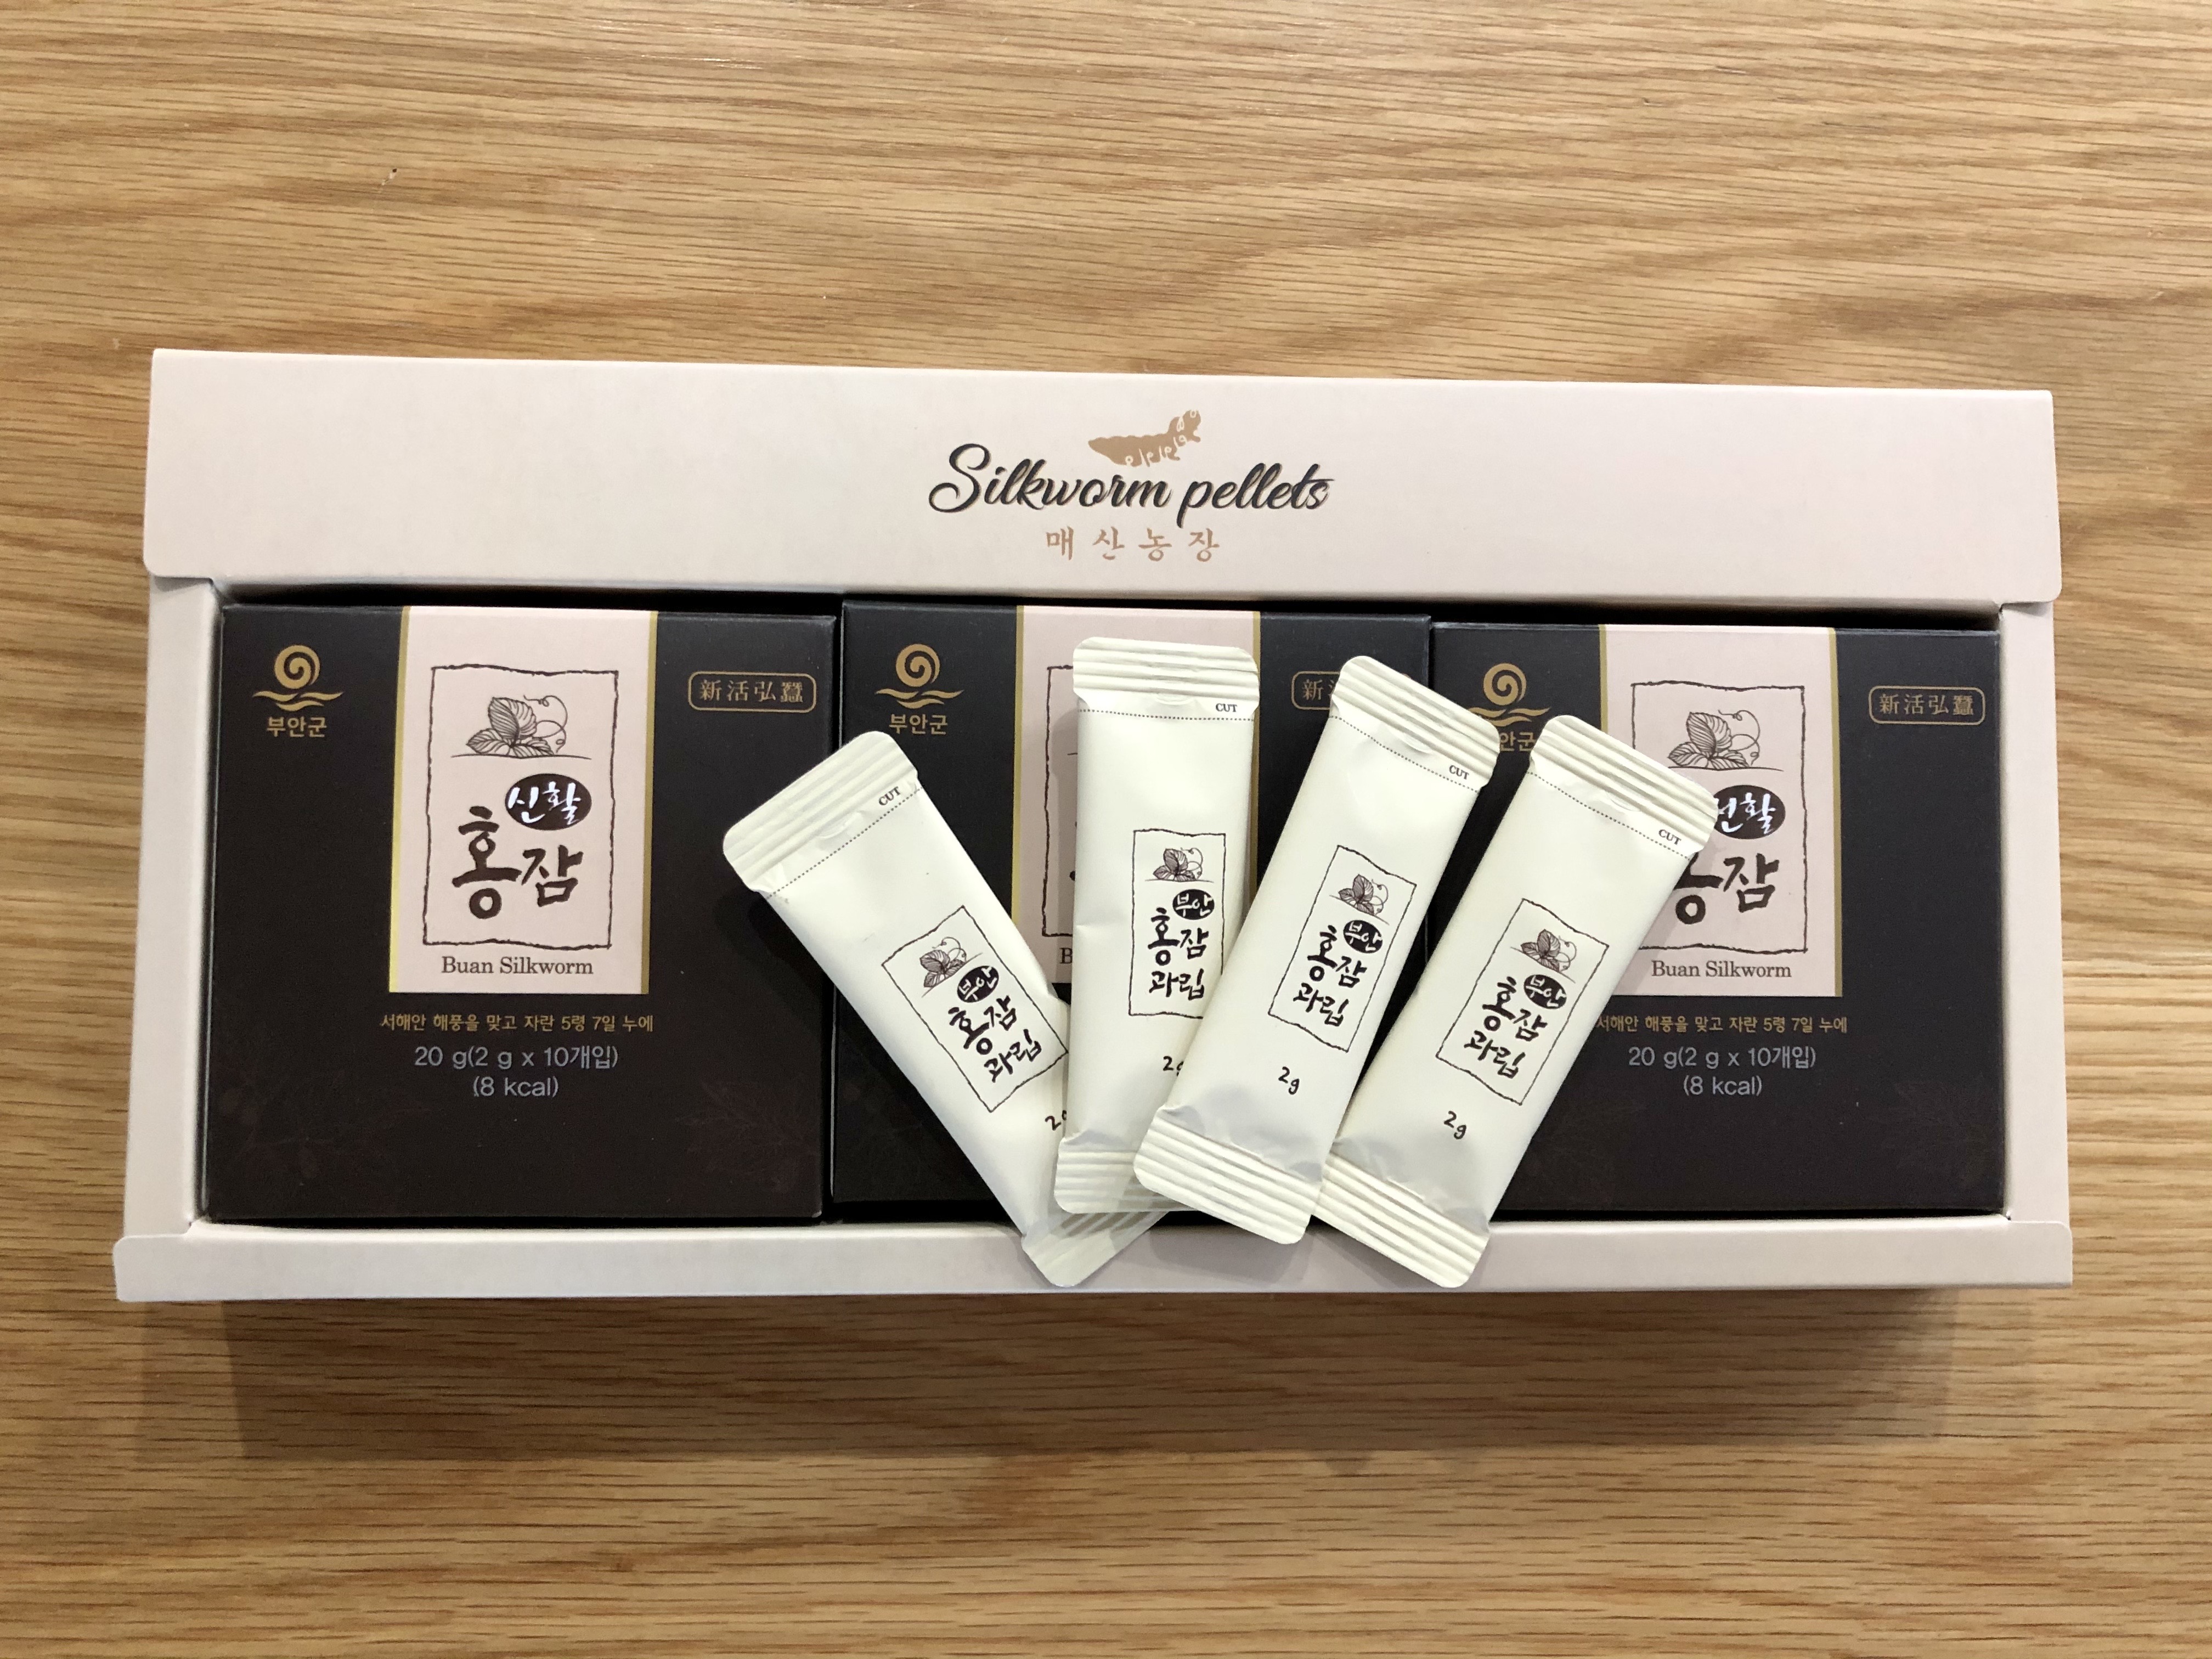 Silkworm pellets
매산농장
부안군
新活弘蠶
신활
홍잠
Buan Silkworm
서해안 해풍을 맞고 자란 5령 7일 누에
20 g(2 g x 10개입)
(8 kcal)
부안군
新
B
CUT
부안
홍잠
과립
CUT
부안
홍잠
과립
2g
CUT
부안
홍잠
과립
2g
CUT
부안
홍잠
과립
2g
안군
新活弘蠶
활
잠
Buan Silkworm
서해안 해풍을 맞고 자란 5령 7일 누에
20 g(2 g x 10개입)
(8 kcal)